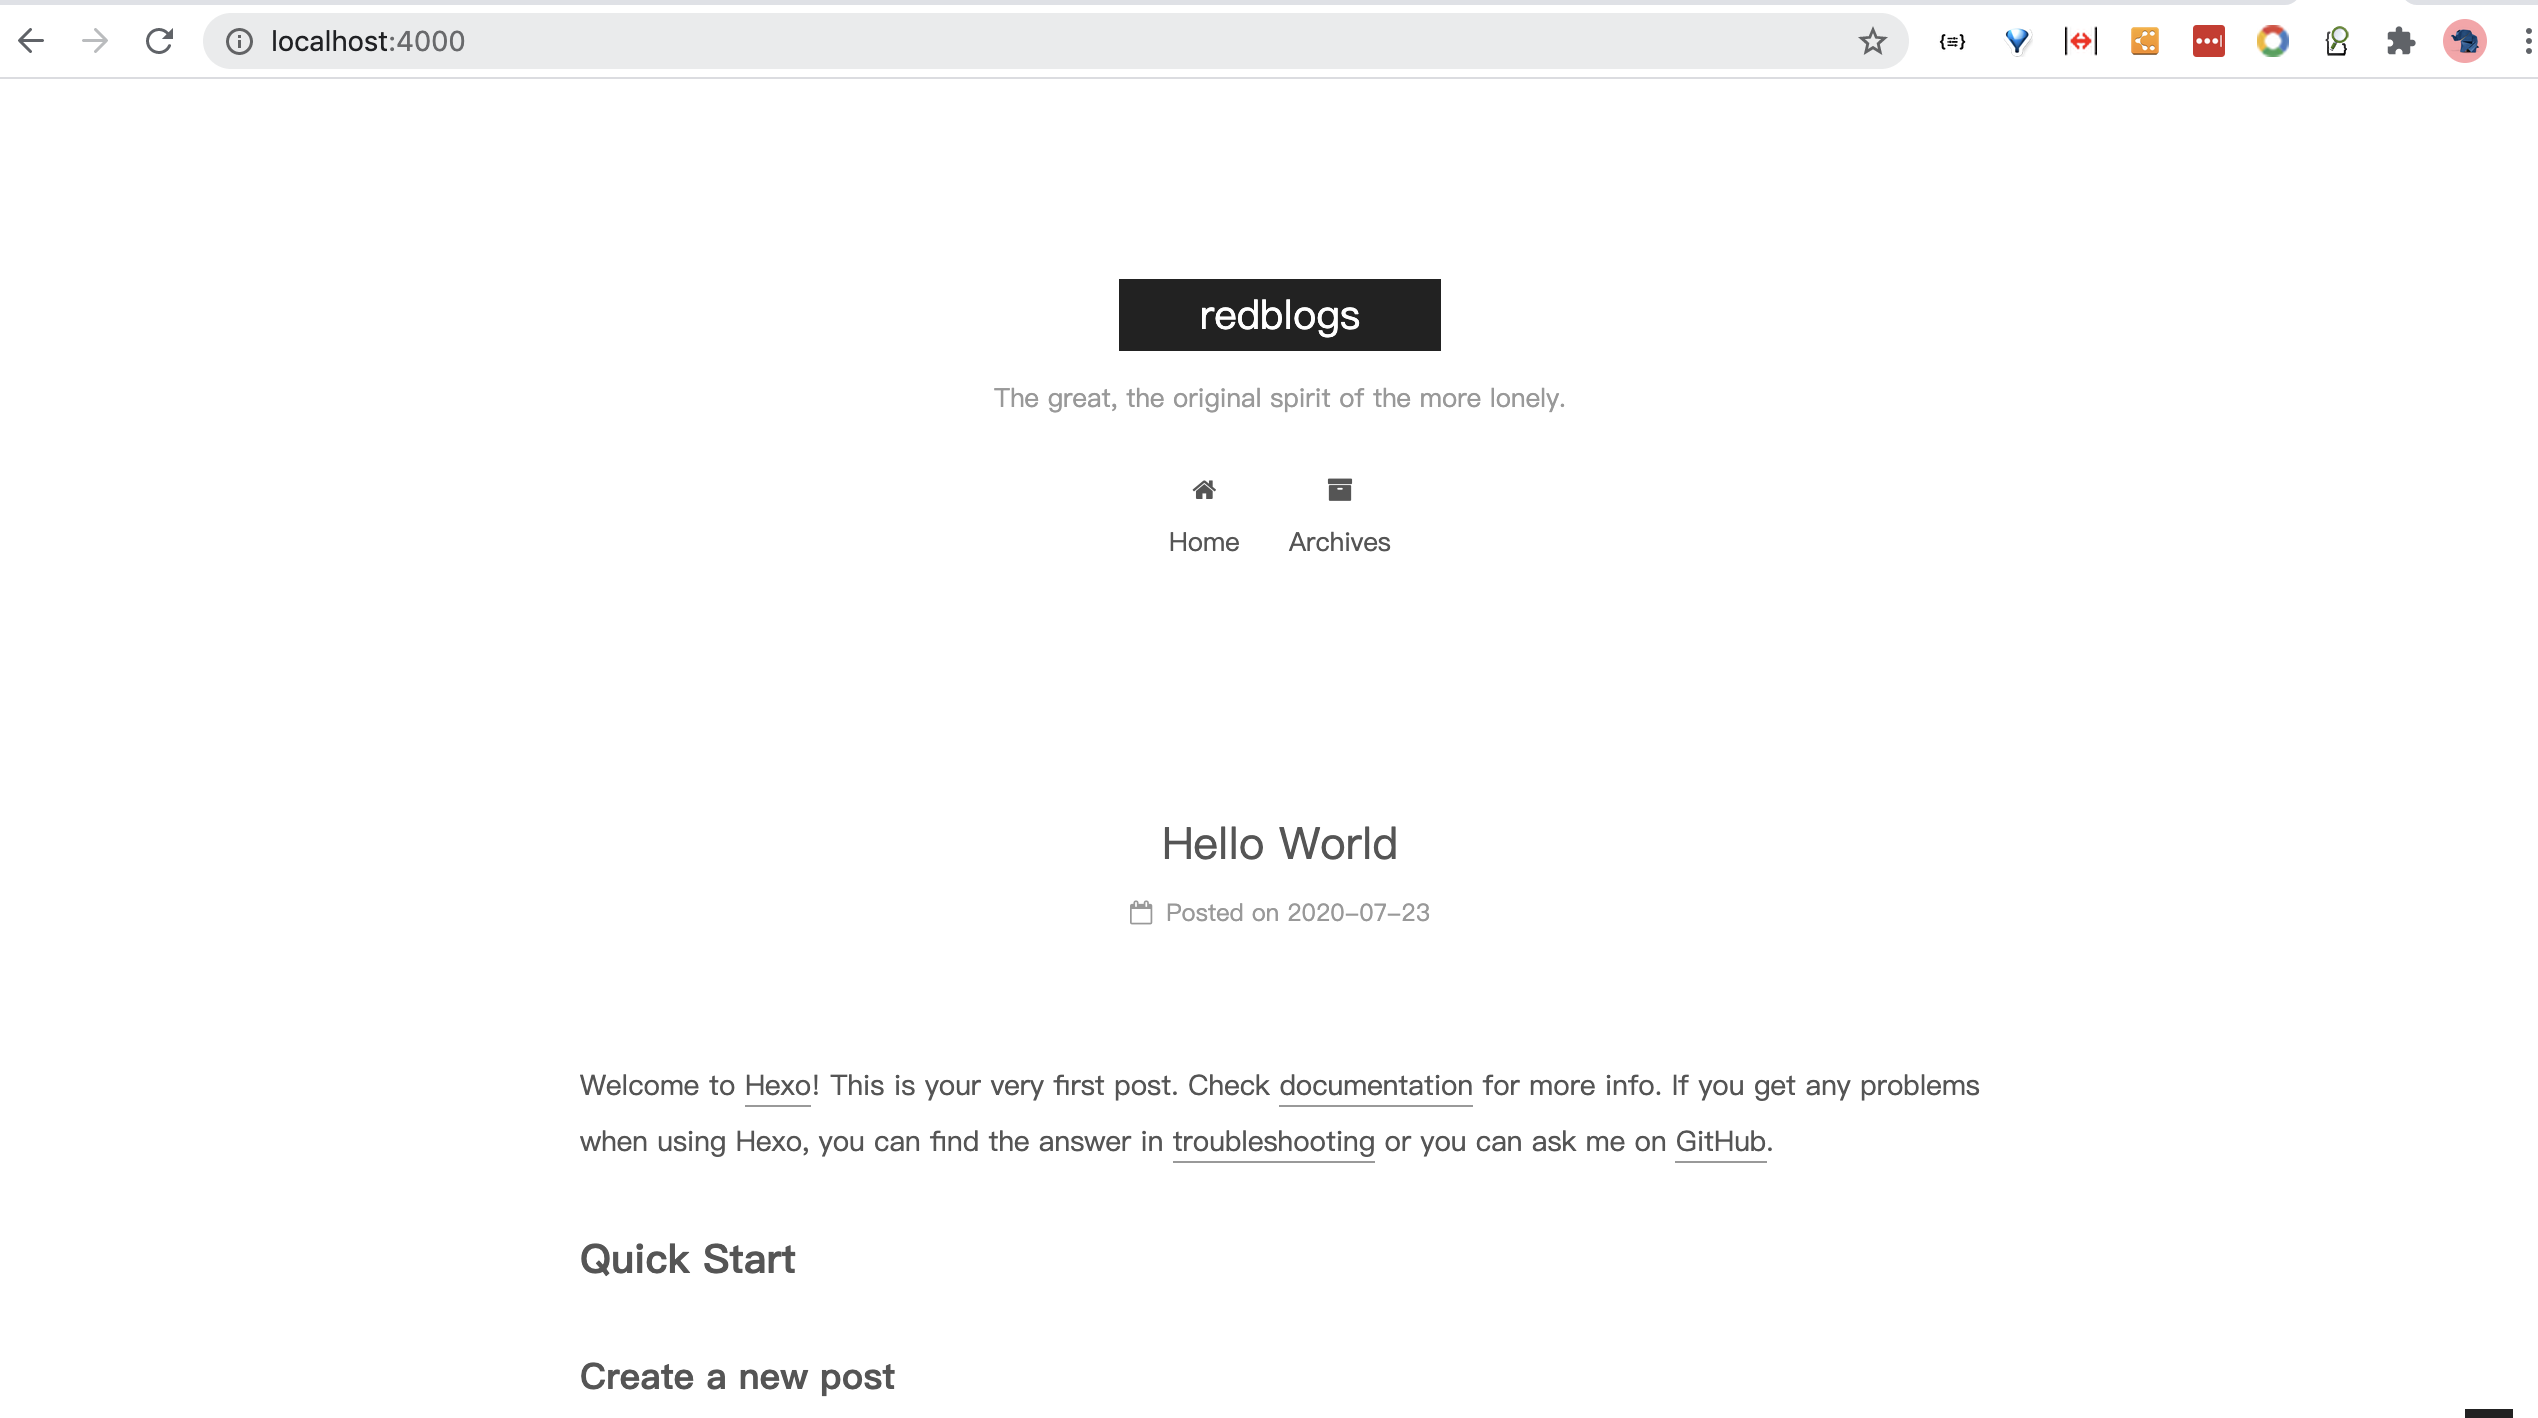 localhost:4000
redblogs
The great, the original spirit of the more lonely.
Home Archives
Hello World
Posted on 2020-07-23
Welcome to Hexo! This is your very first post. Check documentation for more info. If you get any problems
when using Hexo, you can find the answer in troubleshooting or you can ask me on GitHub.
Quick Start
Create a new post